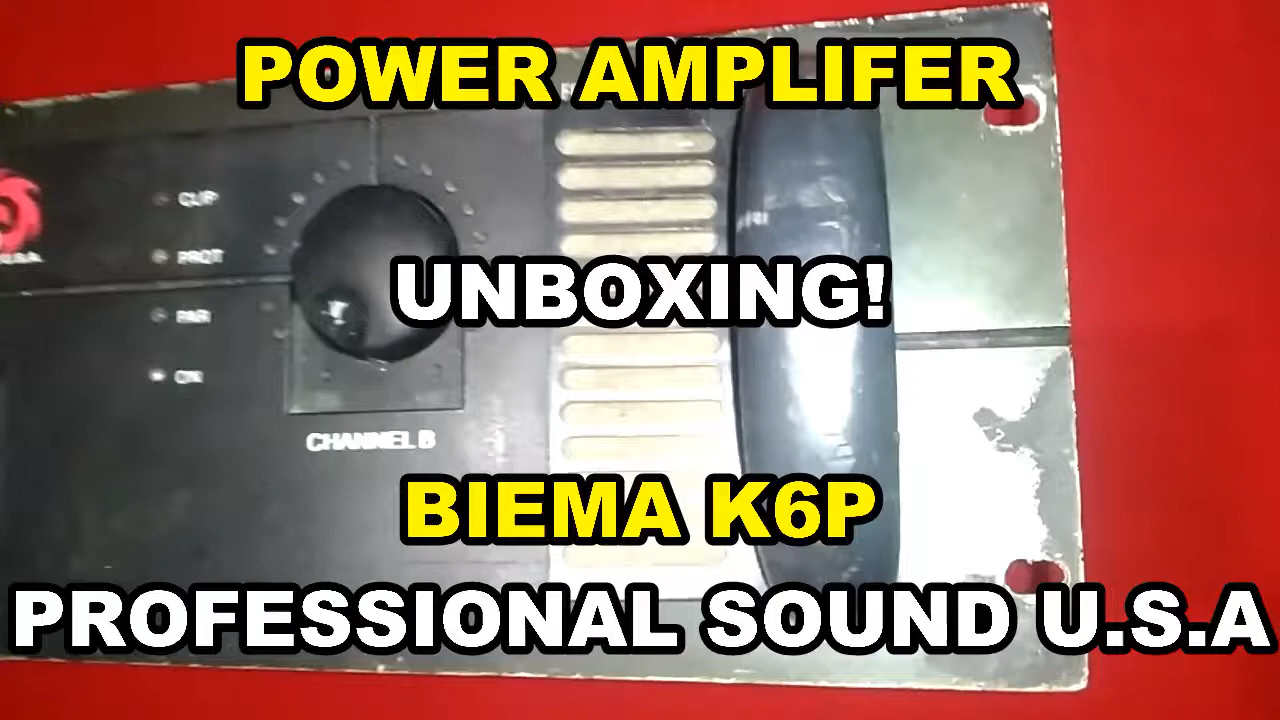 POWER AMPLIFER
CLIP
PROT
PAR
ON
U.S.A.
UNBOXING!
CHANNEL B
BIEMA K6P
PROFESSIONAL SOUND U.S.A